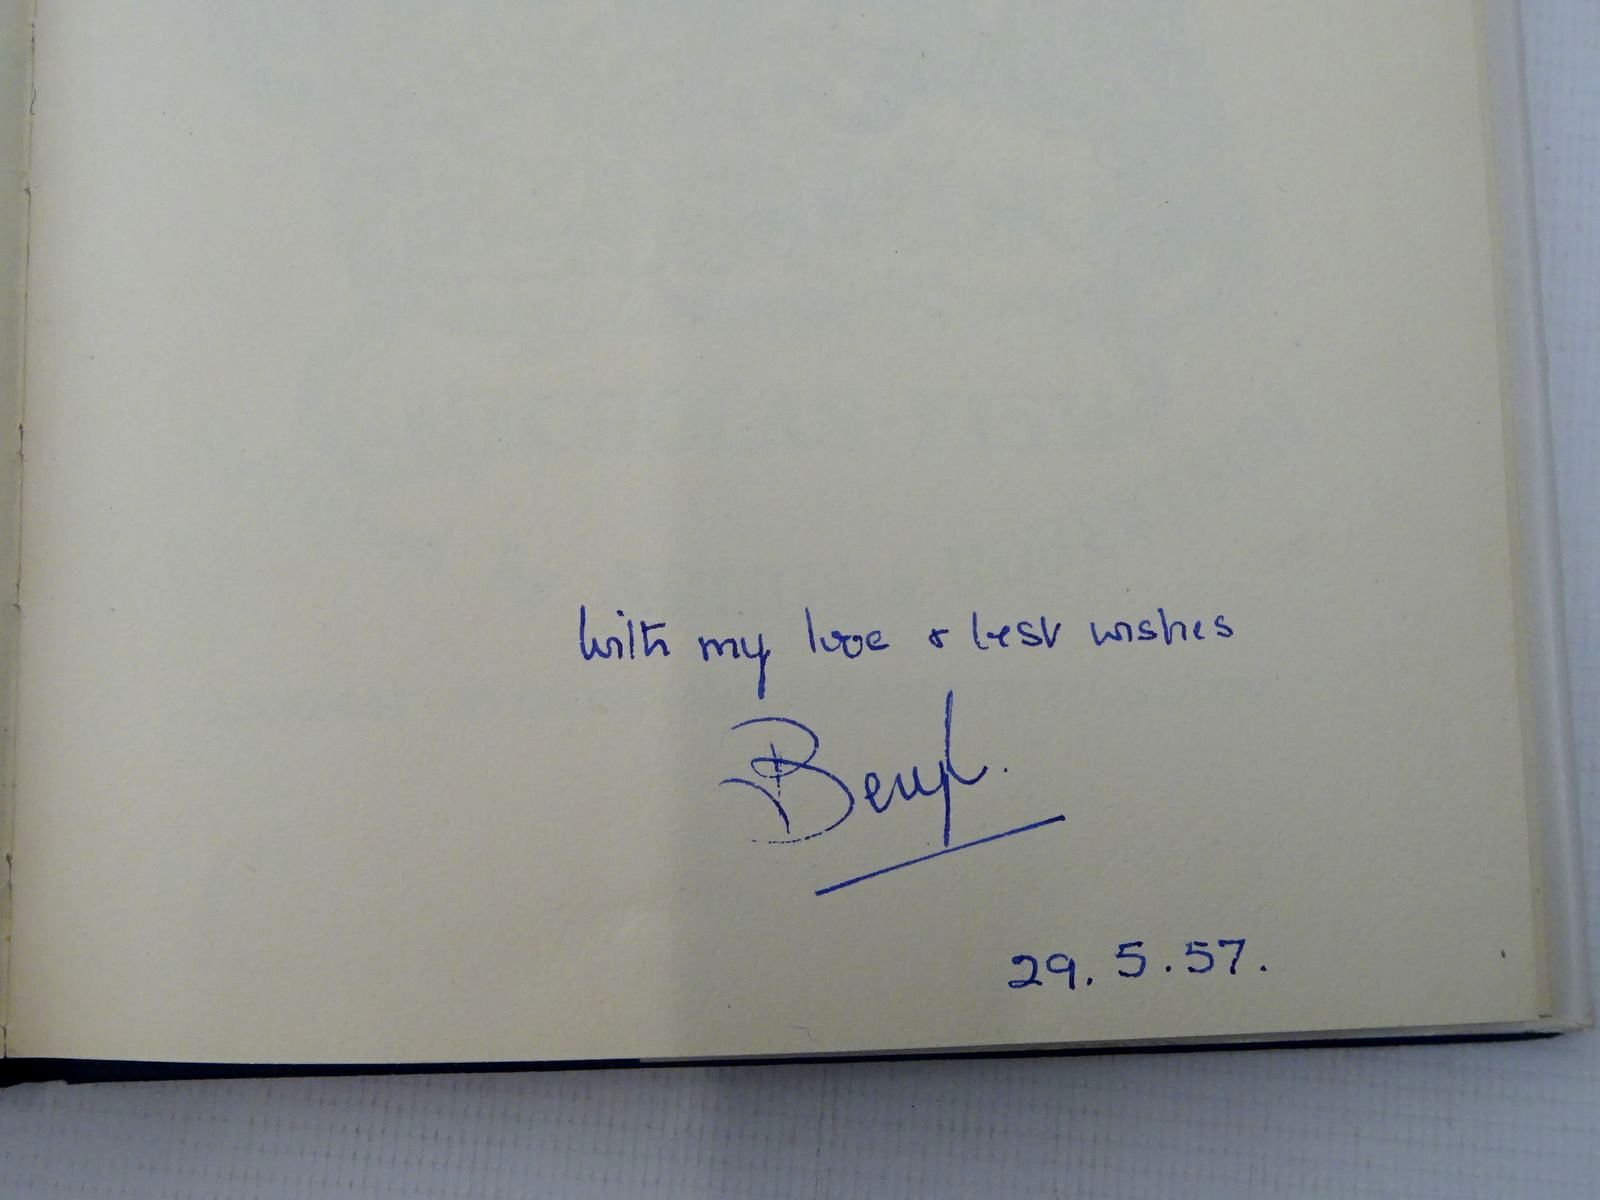 With my love & best wishes
Beryl.
29.5.57.